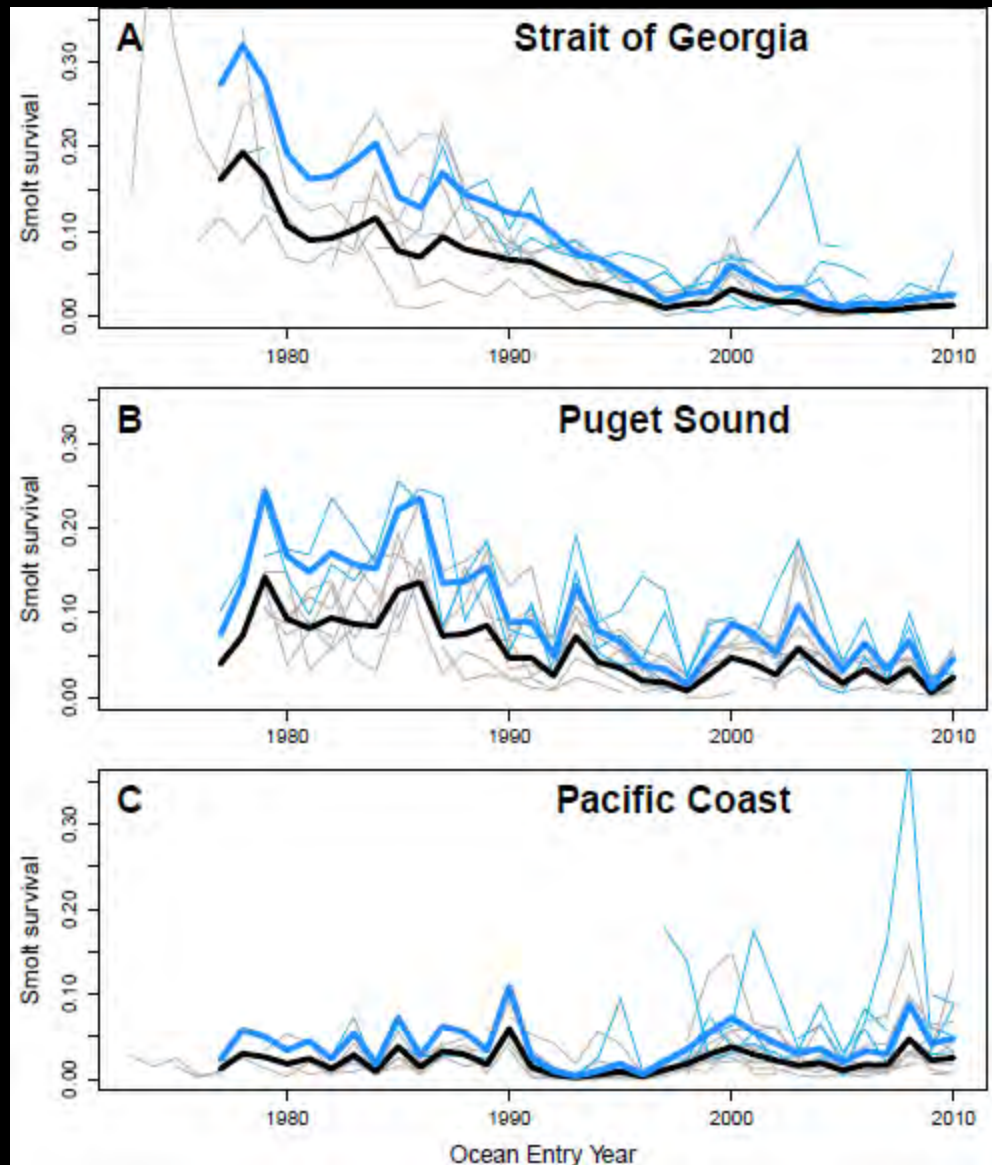 A
Strait of Georgia
Smolt survival
0.30
0.20
0.10
0.00
1980 1990 2000 2010
B
Puget Sound
Smolt survival
0.30
0.20
0.10
0.00
1980 1990 2000 2010
C
Pacific Coast
Smolt survival
0.30
0.20
0.10
0.00
1980 1990 2000 2010
Ocean Entry Year